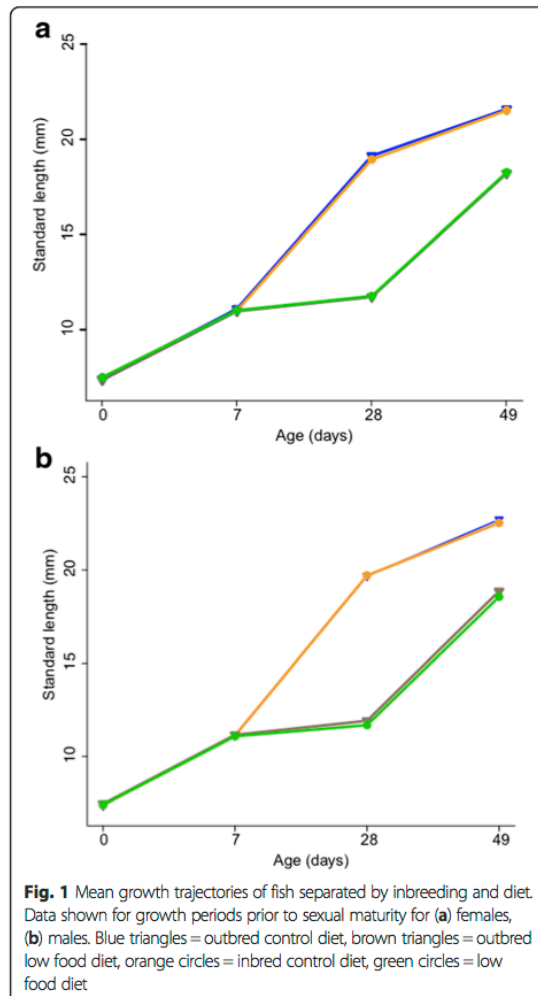 a
25
20
15
10
Standard length (mm)
0 7 28 49
Age (days)
b
25
20
15
10
Standard length (mm)
0 7 28 49
Age (days)
Fig. 1 Mean growth trajectories of fish separated by inbreeding and diet.
Data shown for growth periods prior to sexual maturity for (a) females,
(b) males. Blue triangles = outbred control diet, brown triangles = outbred
low food diet, orange circles = inbred control diet, green circles = low
food diet